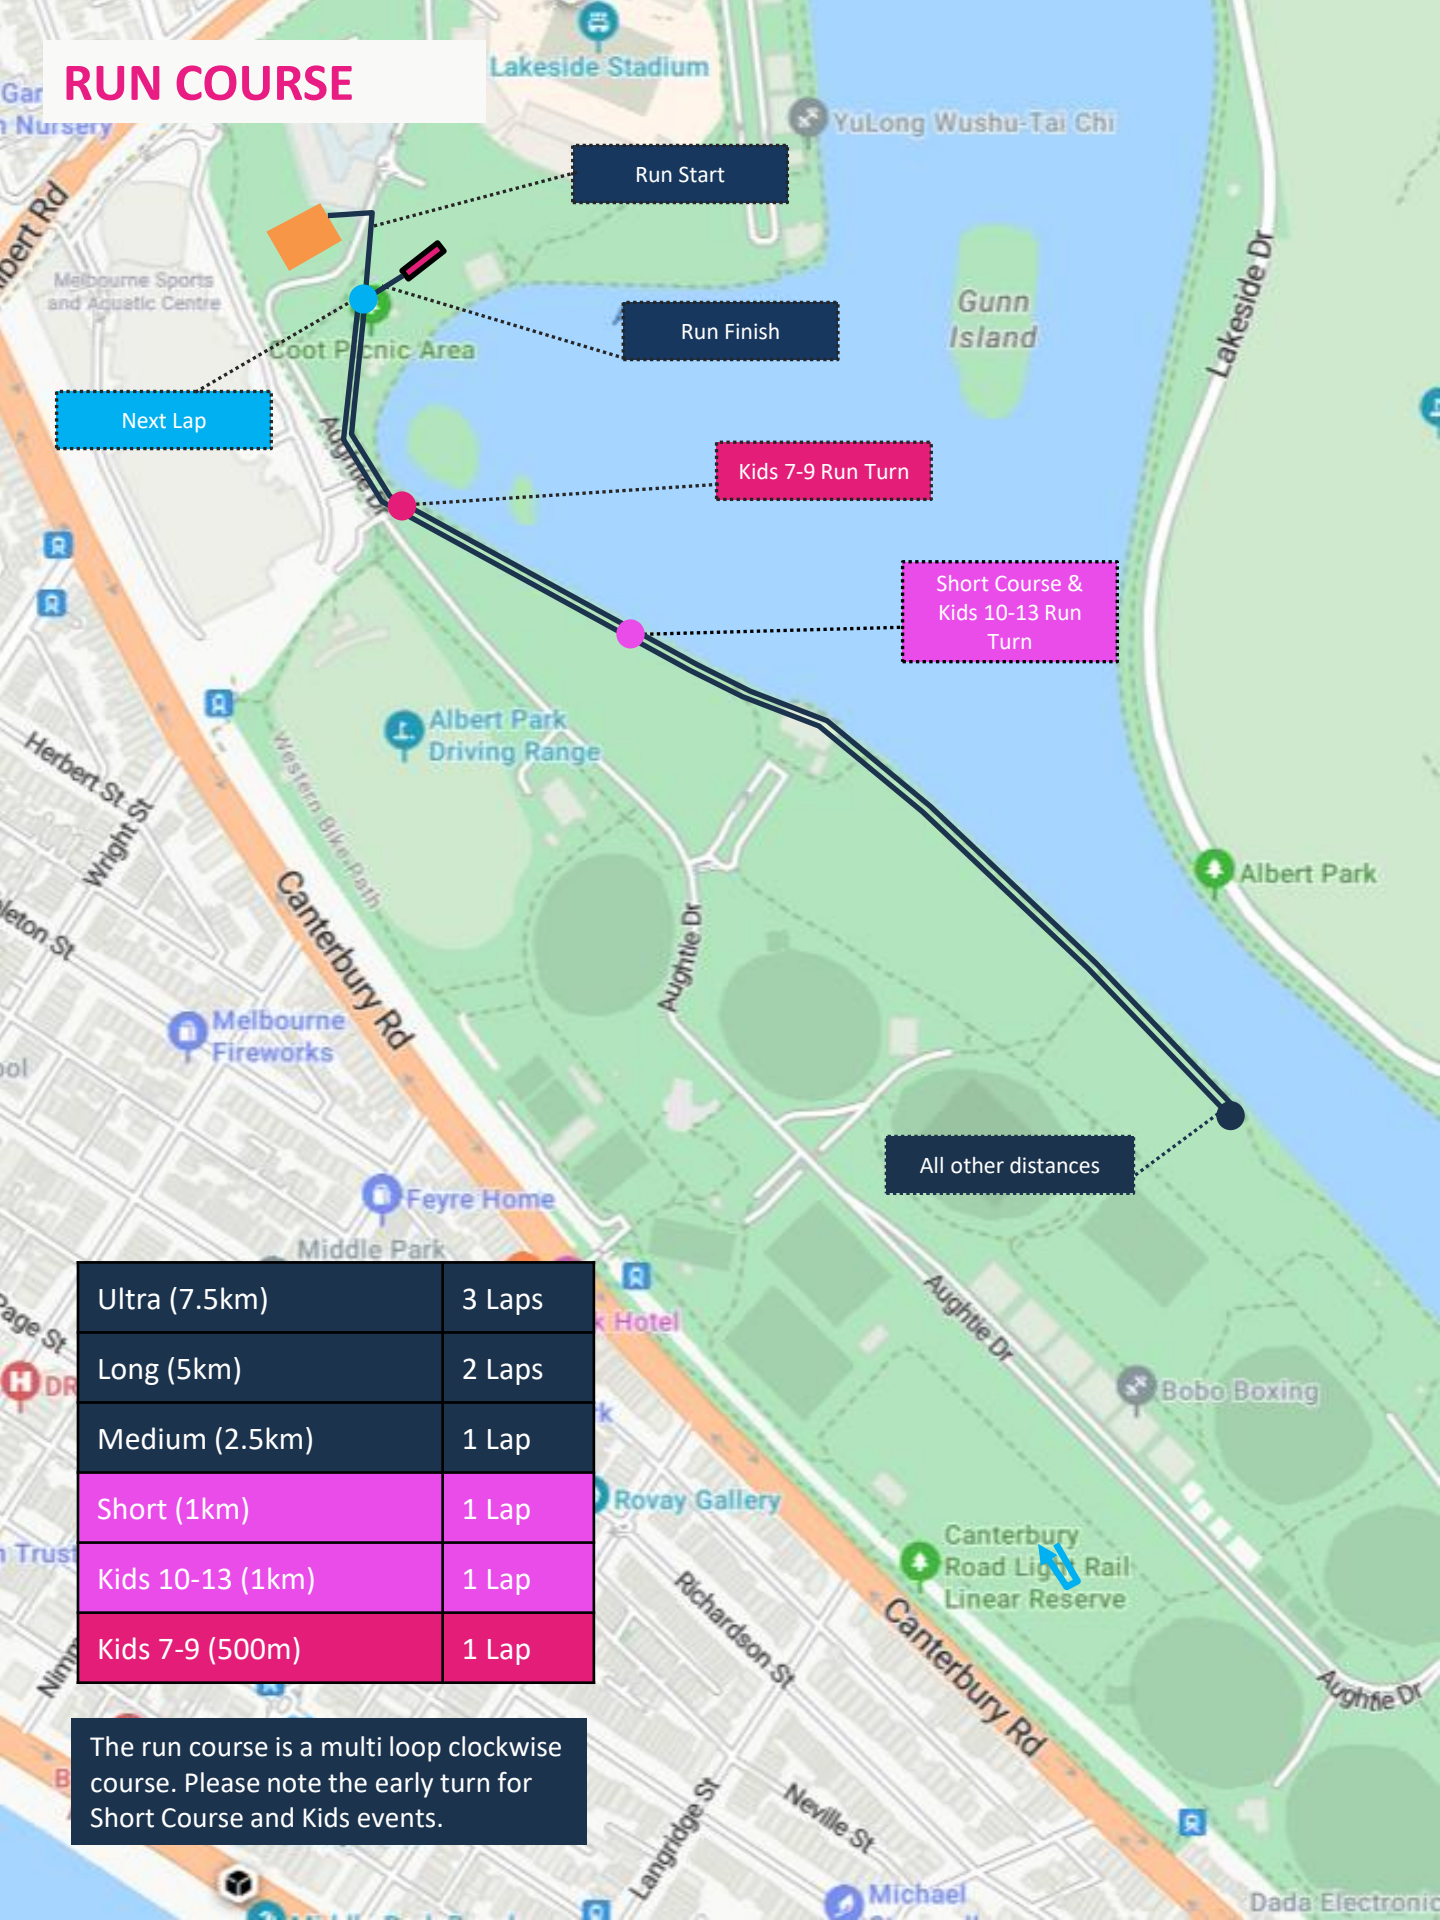 RUN COURSE
Lakeside Stadium
YuLong Wushu-Tai Chi
Run Start
Melbourne Sports
and Aquatic Centre
Gunn
Island
Lakeside Dr
Run Finish
Coot Picnic Area
Next Lap
Aughtie Dr
Kids 7-9 Run Turn
Short Course &
Kids 10-13 Run
Turn
Albert Park
Driving Range
Western Bike Path
Herbert St
Wright St
Canterbury Rd
Albert Park
Aughtie Dr
Melbourne
Fireworks
All other distances
Feyre Home
Middle Park
Ultra (7.5km) 3 Laps
Long (5km) 2 Laps
Medium (2.5km) 1 Lap
Short (1km) 1 Lap
Kids 10-13 (1km) 1 Lap
Kids 7-9 (500m) 1 Lap
Hotel
Page St
Aughtie Dr
Bobo Boxing
Rovay Gallery
Canterbury
Road Light Rail
Linear Reserve
Richardson St
Canterbury Rd
Aughtie Dr
The run course is a multi loop clockwise
course. Please note the early turn for
Short Course and Kids events.
Langridge St
Neville St
Michael
Dada Electronic